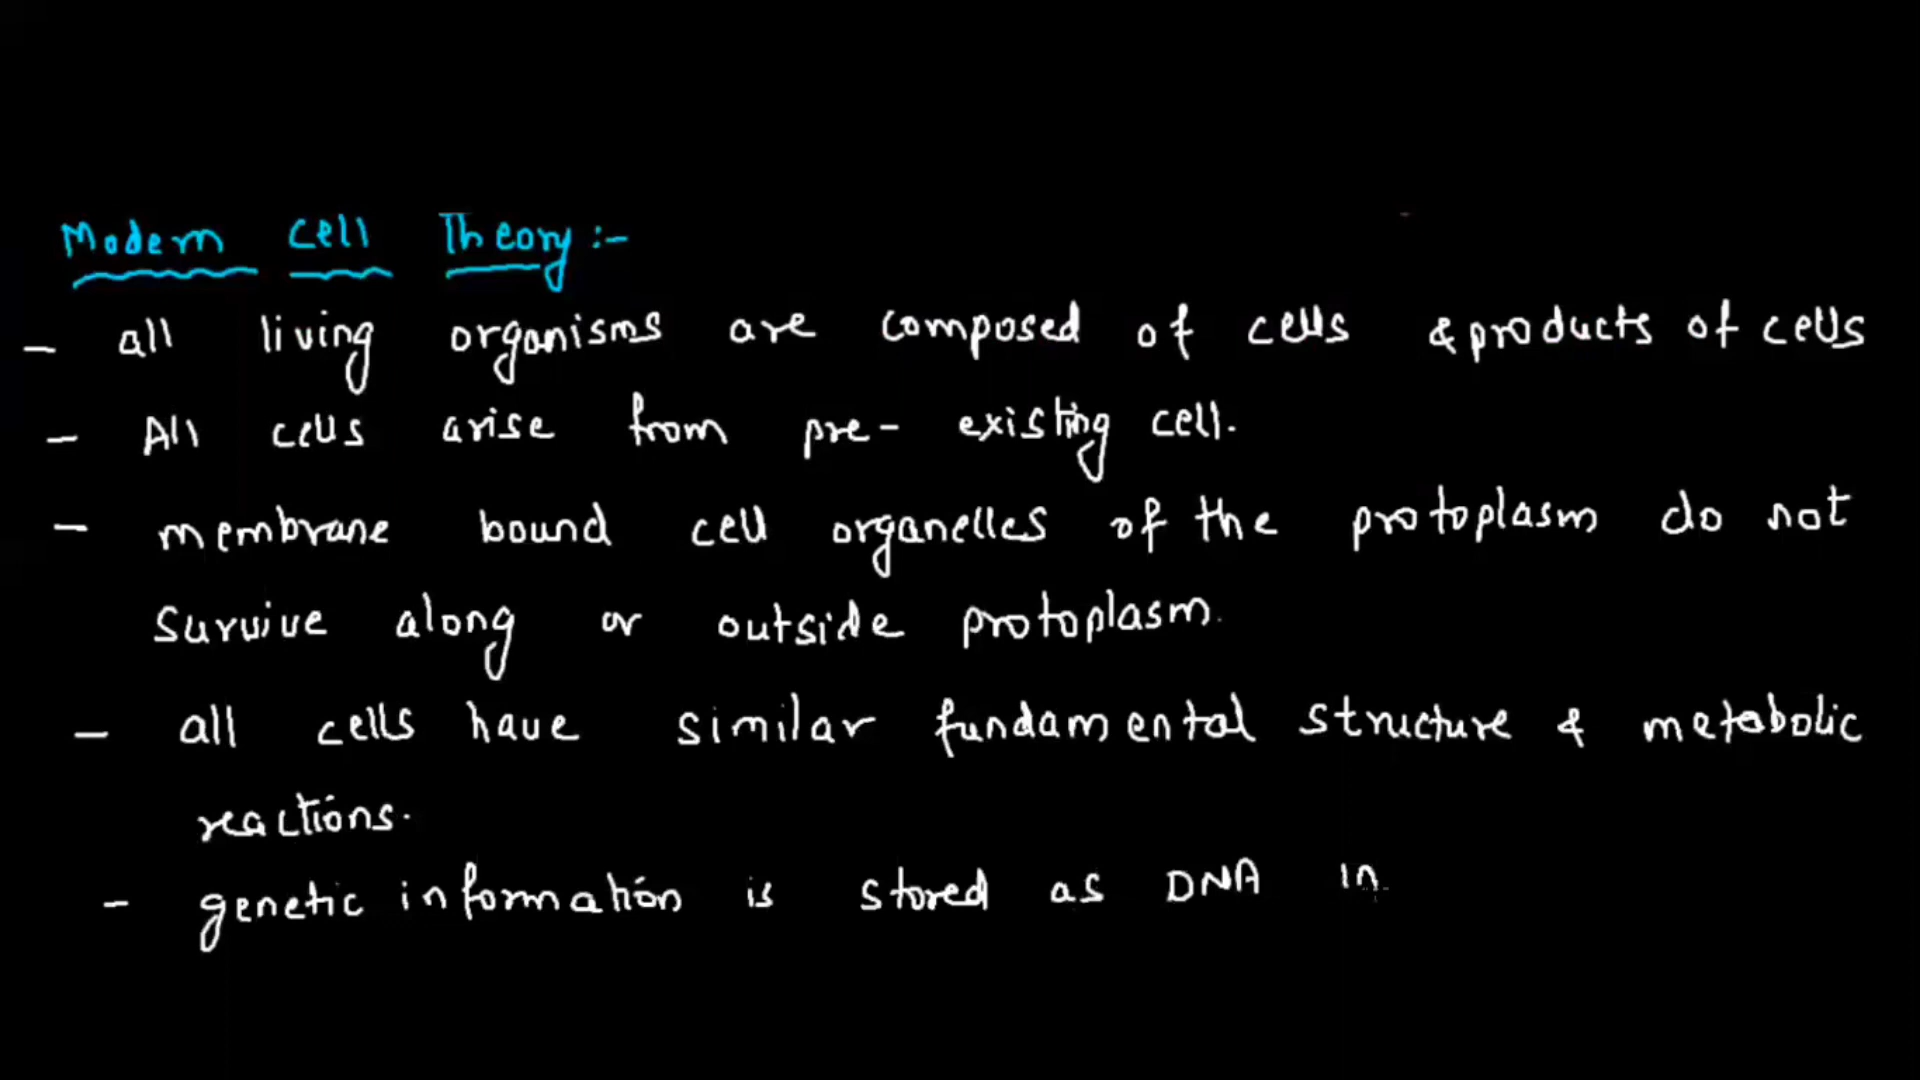 Modern Cell Theory :-
- all living organisms are composed of cells & products of cells
- All cells arise from pre-existing cell.
- membrane bound cell organelles of the protoplasm do not
survive along or outside protoplasm.
- all cells have similar fundamental structure & metabolic
reactions.
- genetic information is stored as DNA in